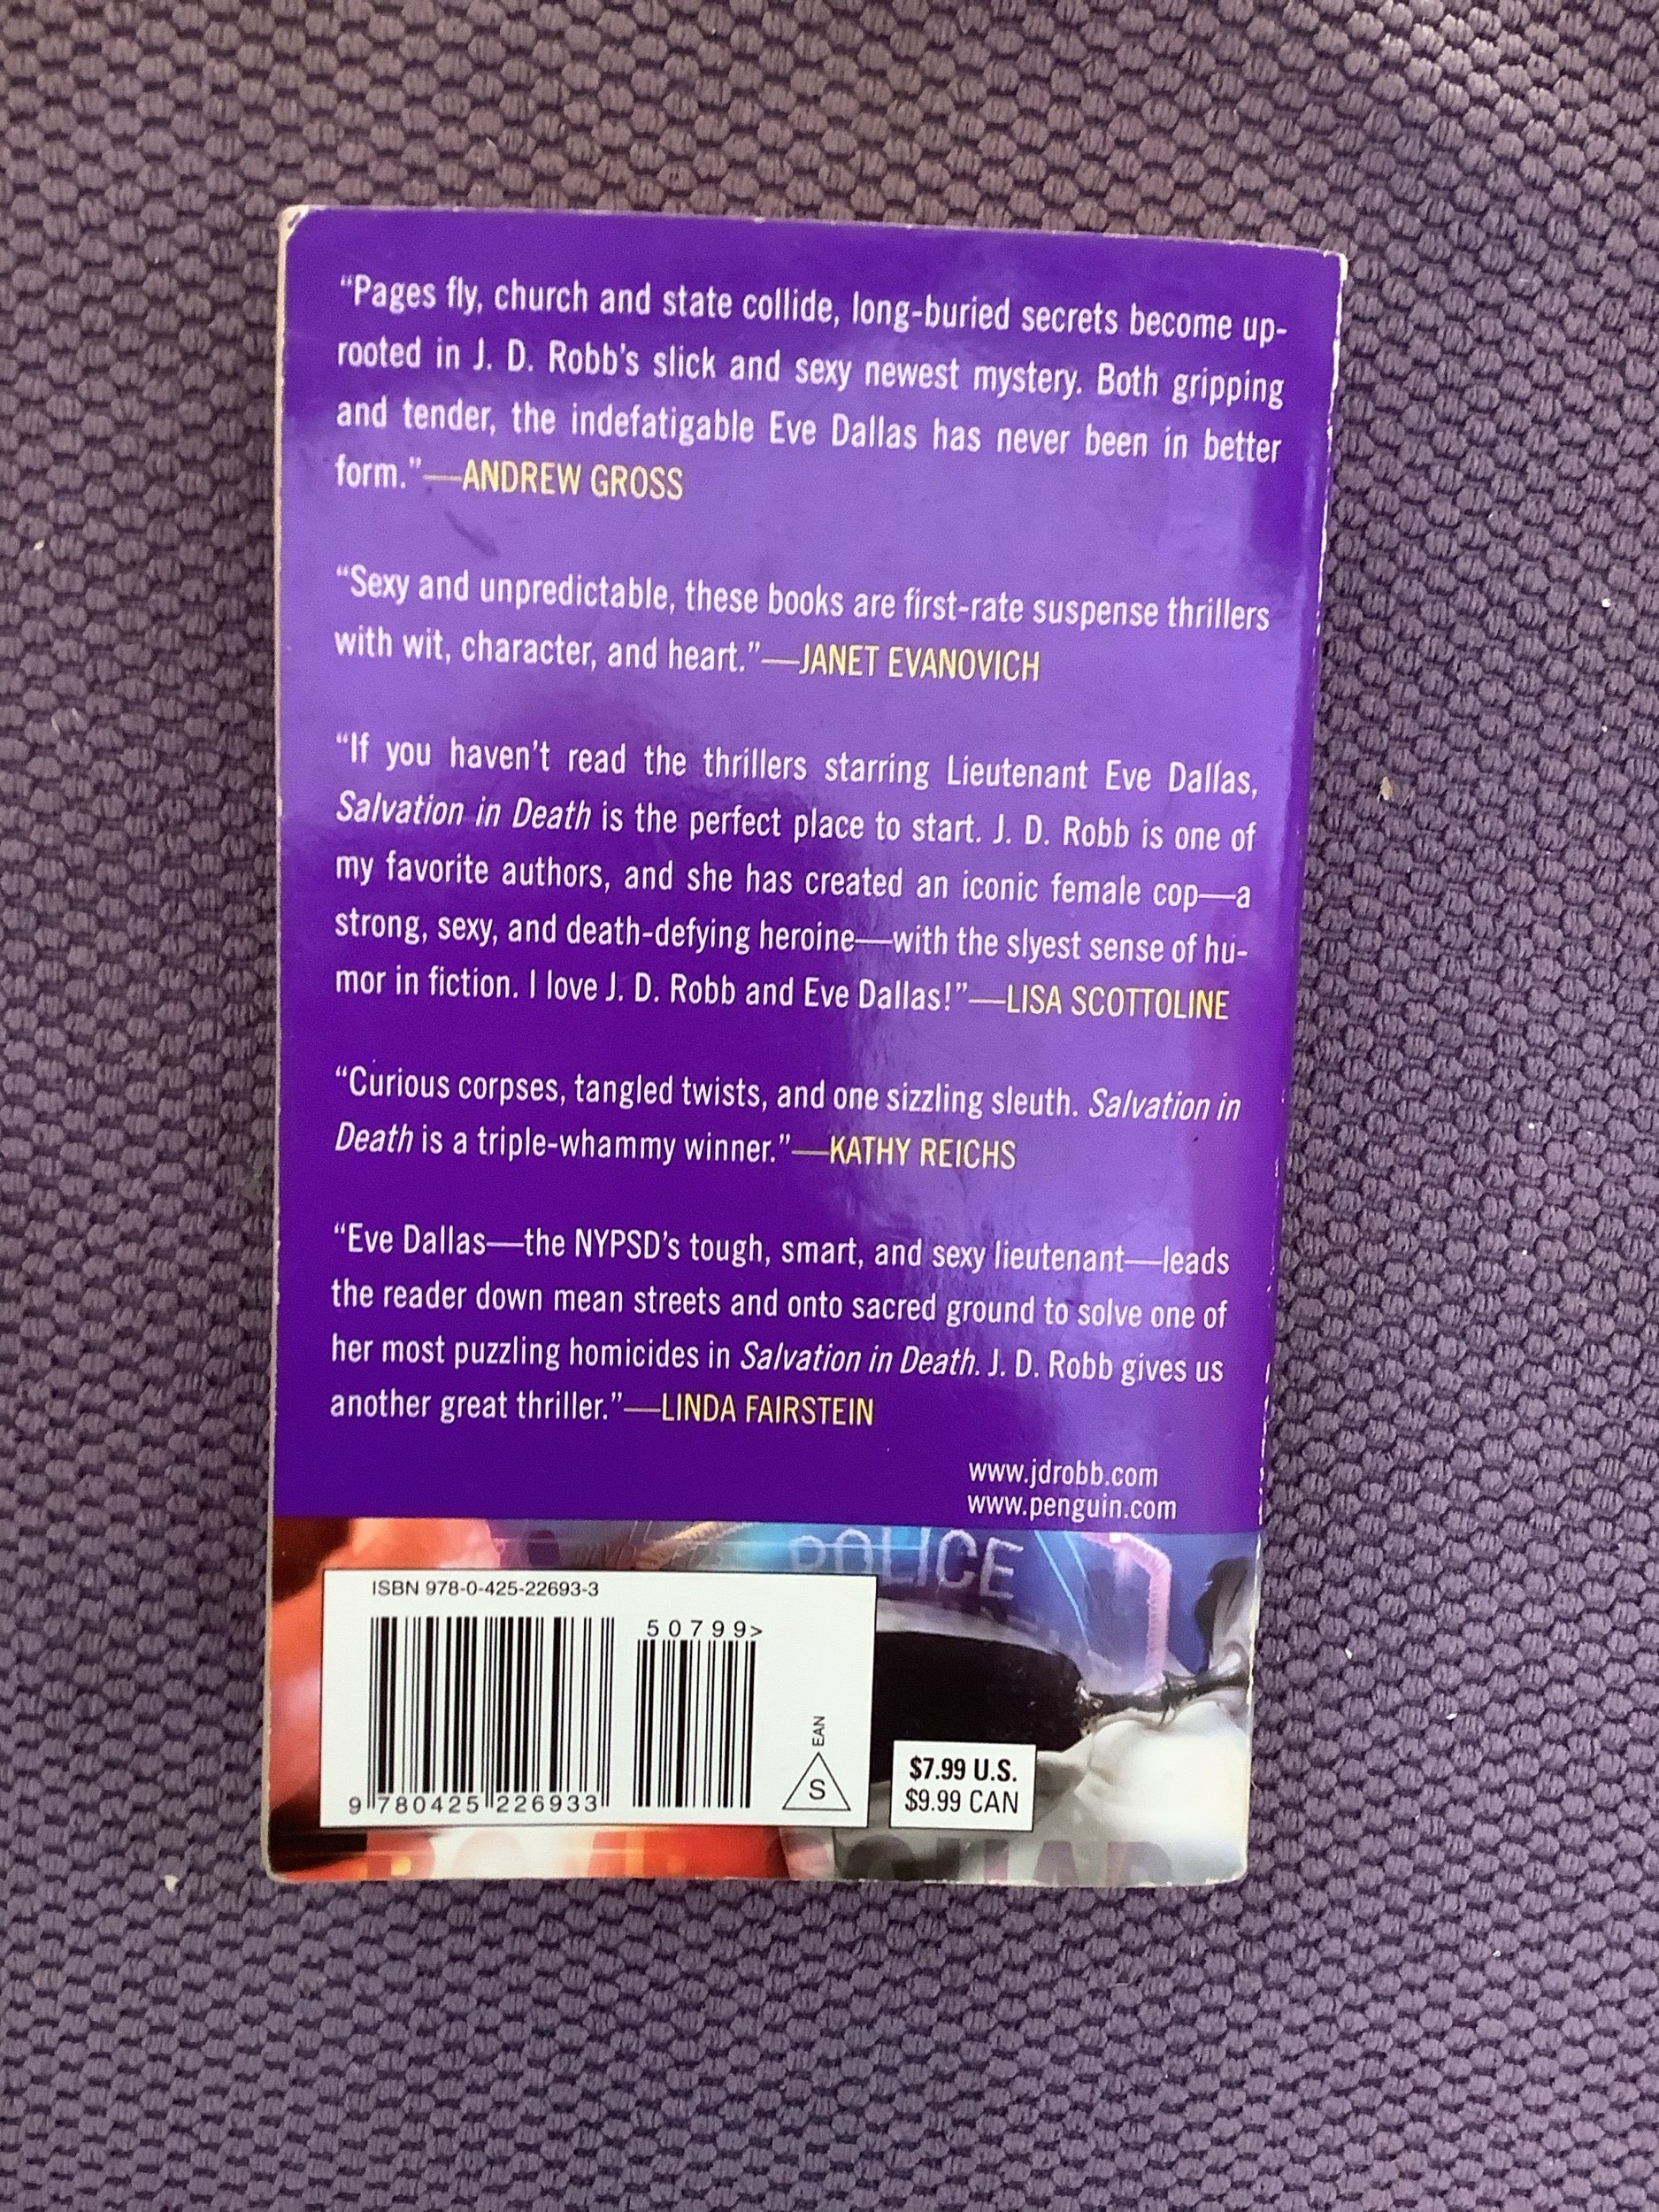 “Pages fly, church and state collide, long-buried secrets become up-
rooted in J. D. Robb’s slick and sexy newest mystery. Both gripping
and tender, the indefatigable Eve Dallas has never been in better
form.”—ANDREW GROSS
“Sexy and unpredictable, these books are first-rate suspense thrillers
with wit, character, and heart.”—JANET EVANOVICH
“If you haven’t read the thrillers starring Lieutenant Eve Dallas,
Salvation in Death is the perfect place to start. J. D. Robb is one of
my favorite authors, and she has created an iconic female cop—a
strong, sexy, and death-defying heroine—with the slyest sense of hu-
mor in fiction. I love J. D. Robb and Eve Dallas!”—LISA SCOTTOLINE
“Curious corpses, tangled twists, and one sizzling sleuth. Salvation in
Death is a triple-whammy winner.”—KATHY REICHS
“Eve Dallas—the NYPSD’s tough, smart, and sexy lieutenant—leads
the reader down mean streets and onto sacred ground to solve one of
her most puzzling homicides in Salvation in Death. J. D. Robb gives us
another great thriller.”—LINDA FAIRSTEIN
www.jdrobb.com
www.penguin.com
POLICE
ISBN 978-0-425-22693-3
50799>
EAN
S
9 780425 226933
$7.99 U.S.
$9.99 CAN